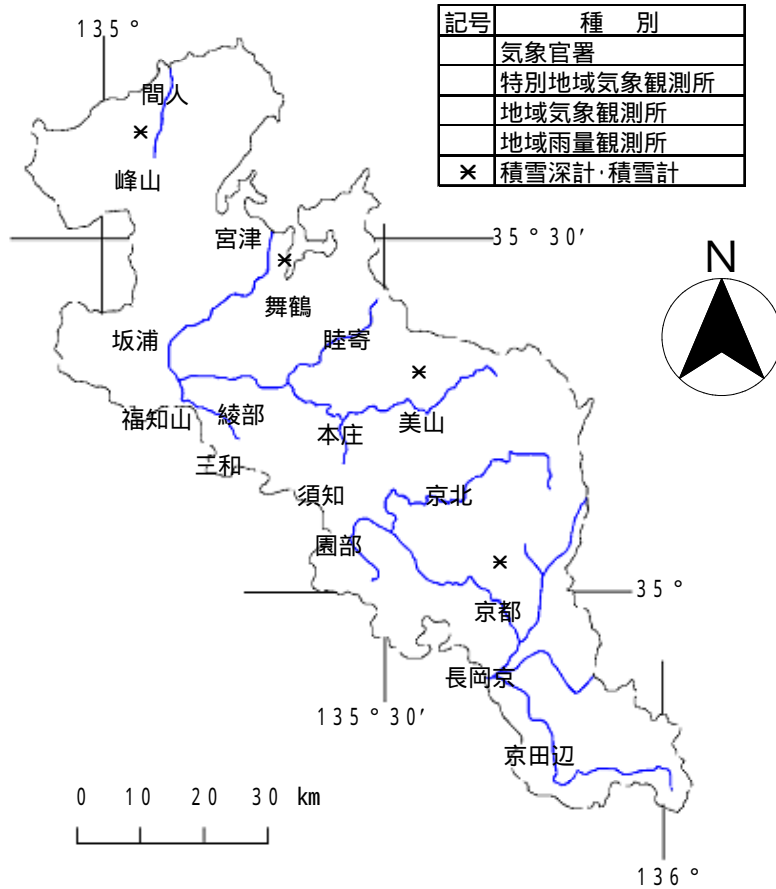 135°
記号 種 別
気象官署
特別地域気象観測所
地域気象観測所
地域雨量観測所
× 積雪深計・積雪計
間人
峰山
宮津
35°30′
N
舞鶴
坂浦
睦寄
福知山
綾部
本庄
美山
三和
須知
京北
園部
35°
京都
長岡京
135°30′
京田辺
0 10 20 30 km
136°